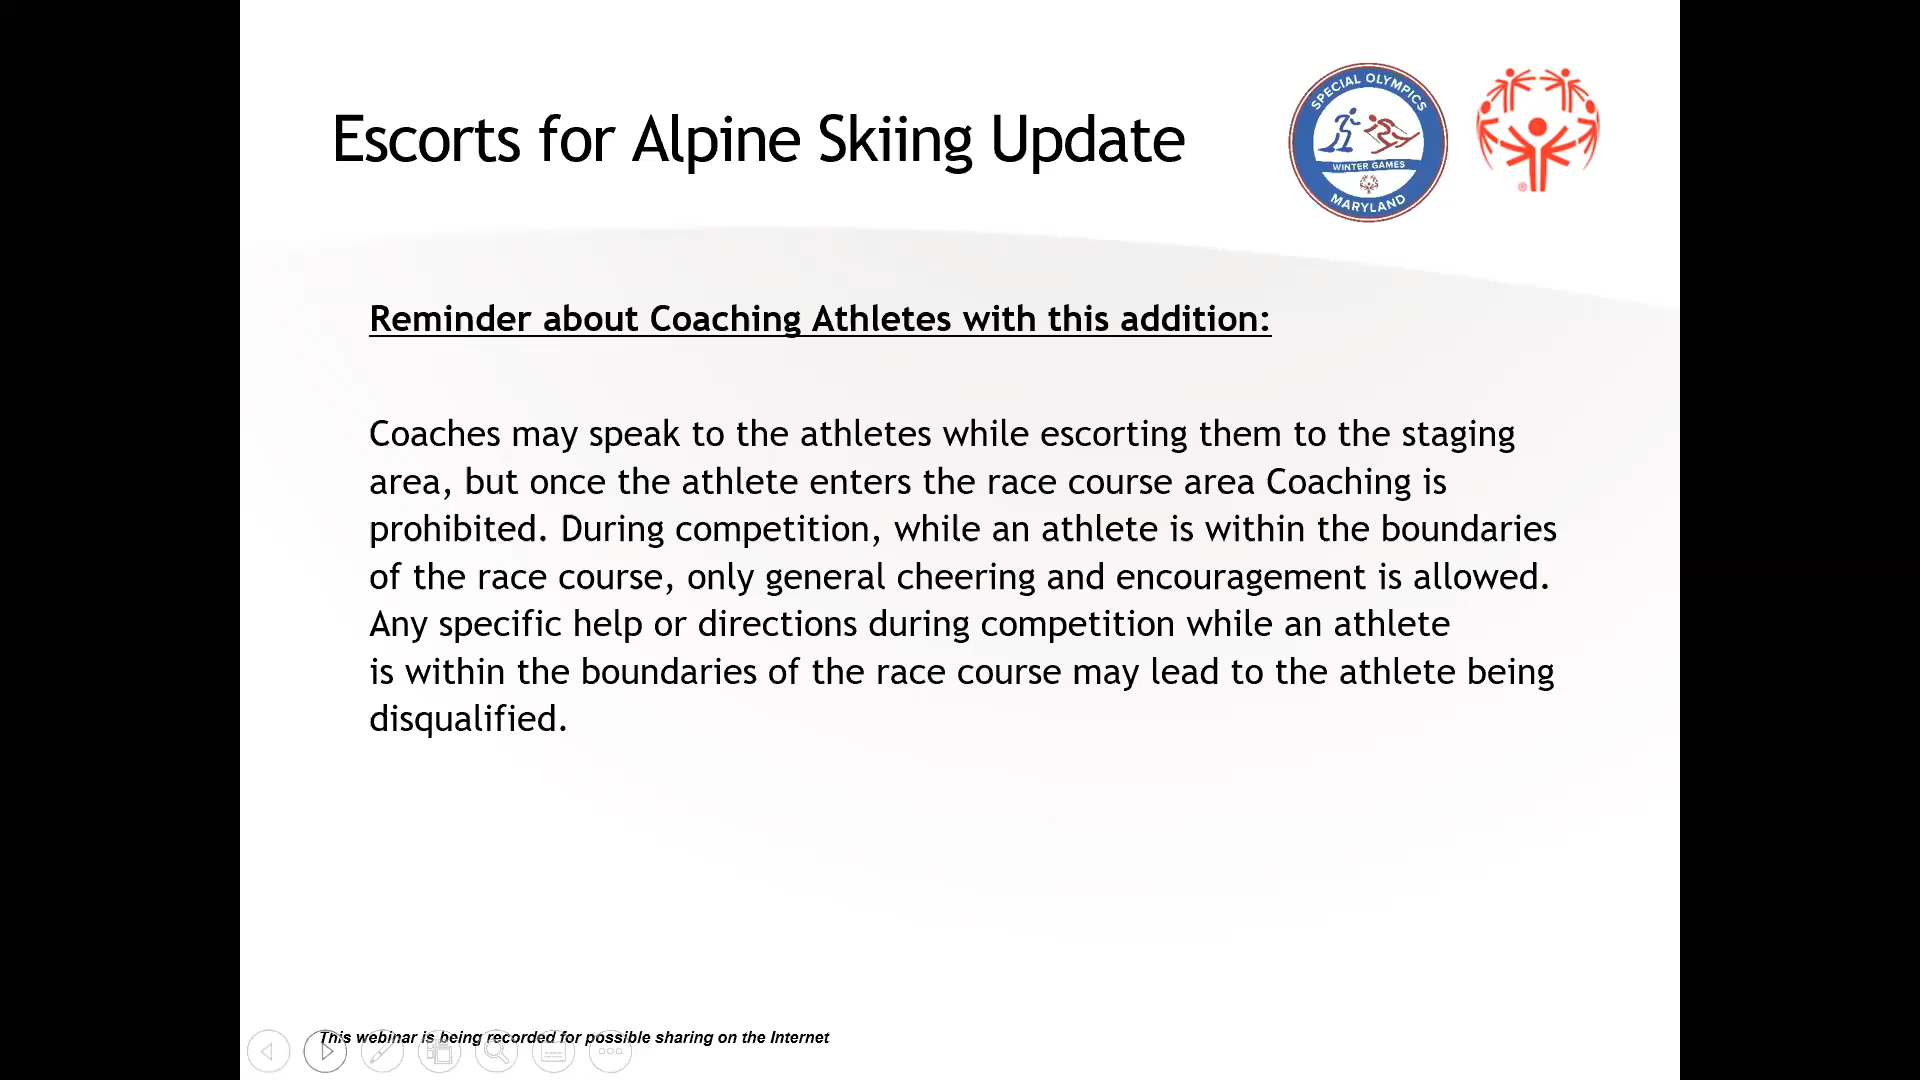 Escorts for Alpine Skiing Update
SPECIAL OLYMPICS
WINTER GAMES
MARYLAND
®
Reminder about Coaching Athletes with this addition:
Coaches may speak to the athletes while escorting them to the staging
area, but once the athlete enters the race course area Coaching is
prohibited. During competition, while an athlete is within the boundaries
of the race course, only general cheering and encouragement is allowed.
Any specific help or directions during competition while an athlete
is within the boundaries of the race course may lead to the athlete being
disqualified.
This webinar is being recorded for possible sharing on the Internet